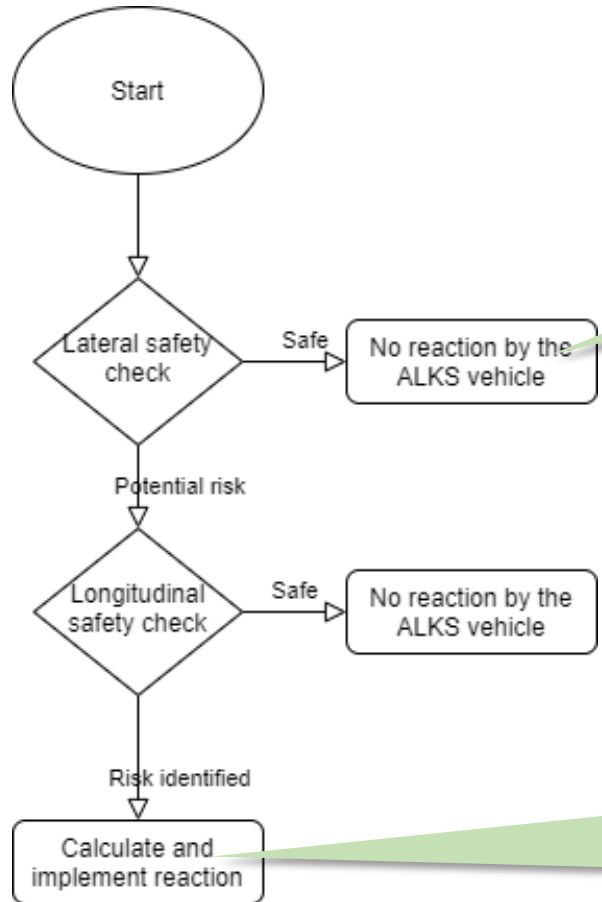 Start
Lateral safety
check
Safe
No reaction by the
ALKS vehicle
Potential risk
Longitudinal
safety check
Safe
No reaction by the
ALKS vehicle
Risk identified
Calculate and
implement reaction